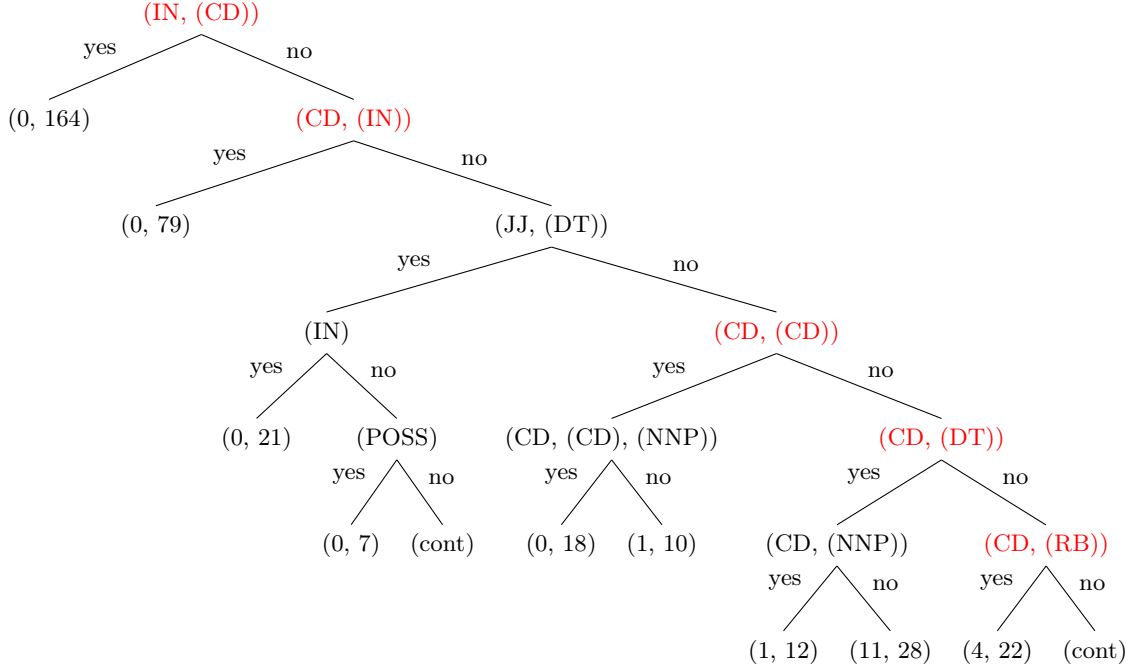 (IN, (CD))
yes
no
(0, 164)
(CD, (IN))
yes
no
(0, 79)
(JJ, (DT))
yes
no
(IN)
(CD, (CD))
yes
no
yes
no
(0, 21)
(POSS)
(CD, (CD), (NNP))
(CD, (DT))
yes
no
yes
no
yes
no
(0, 7)
(cont)
(0, 18)
(1, 10)
(CD, (NNP))
(CD, (RB))
yes
no
yes
no
(1, 12)
(11, 28)
(4, 22)
(cont)